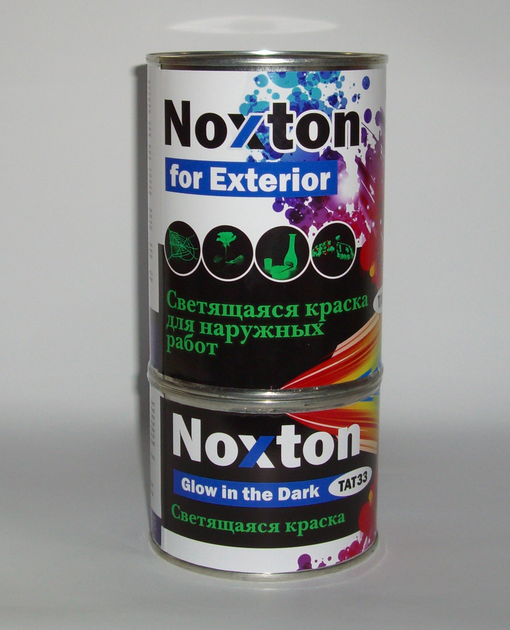 Noxton
for Exterior
Светящаяся краска
для наружных
работ
Noxton
Glow in the Dark
TAT33
Светящаяся краска